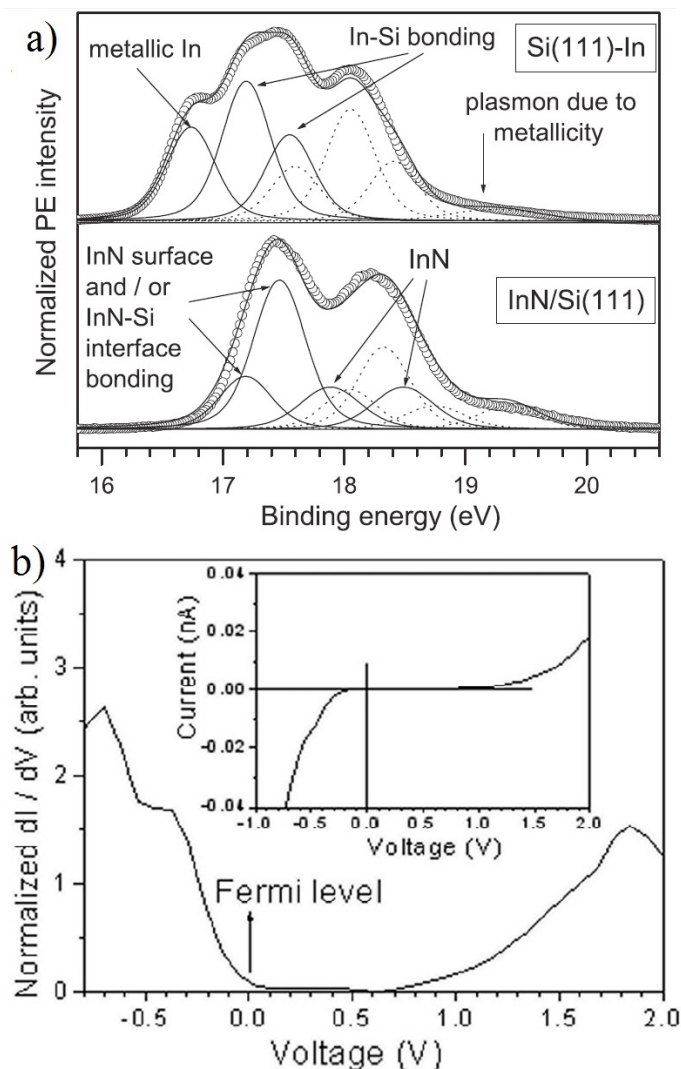 a)
metallic In
In-Si bonding
Si(111)-In
plasmon due to
metallicity
Normalized PE intensity
InN surface
and / or
InN-Si
interface
bonding
InN
InN/Si(111)
16 17 18 19 20
Binding energy (eV)
b)
4
3
2
1
0
Normalized dI / dV (arb. units)
0.04
0.02
0.00
-0.02
-0.04
Current (nA)
-1.0 -0.5 0.0 0.5 1.0 1.5 2.0
Voltage (V)
Fermi level
-0.5 0.0 0.5 1.0 1.5 2.0
Voltage (V)